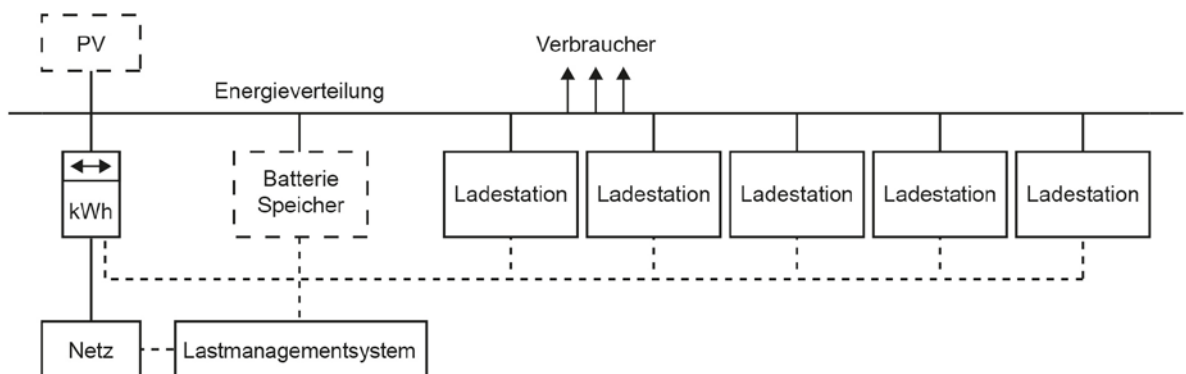 PV
Verbraucher
Energieverteilung
kWh
Batterie
Speicher
Ladestation
Ladestation
Ladestation
Ladestation
Ladestation
Netz
Lastmanagementsystem